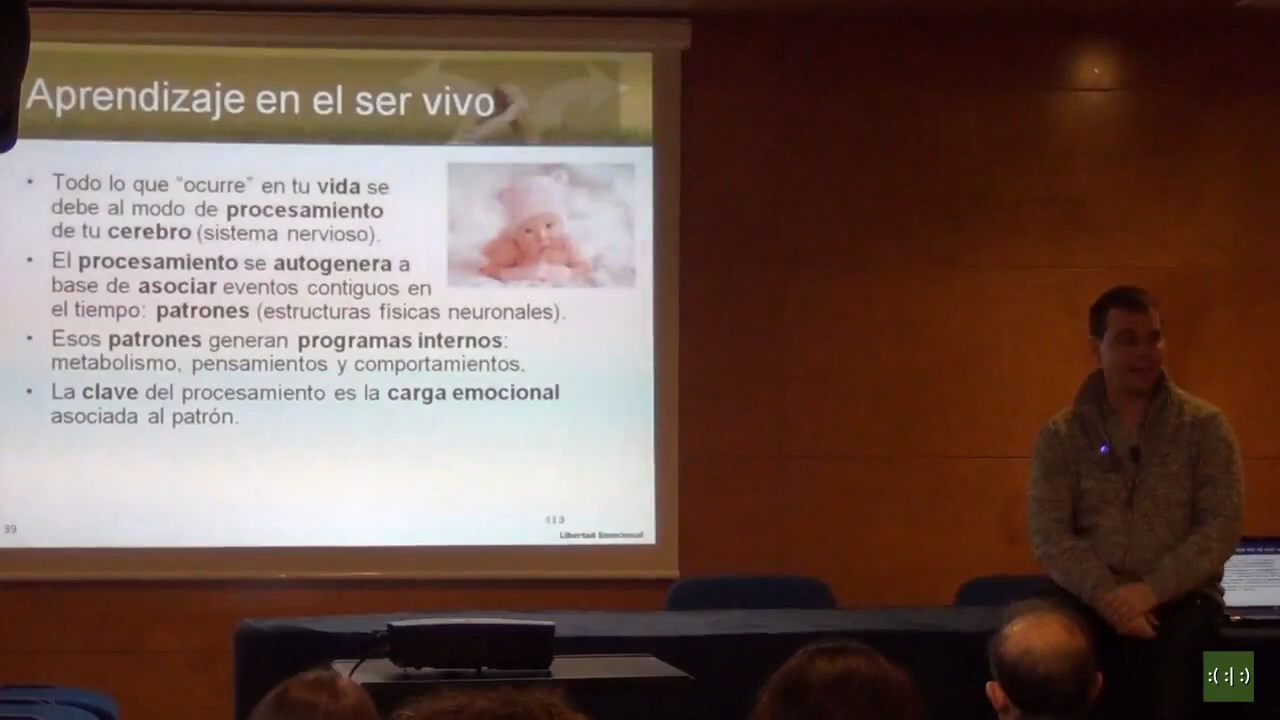 Aprendizaje en el ser vivo
• Todo lo que "ocurre" en tu vida se
debe al modo de procesamiento
de tu cerebro (sistema nervioso).
• El procesamiento se autogenera a
base de asociar eventos contiguos en
el tiempo: patrones (estructuras físicas neuronales).
• Esos patrones generan programas internos:
metabolismo, pensamientos y comportamientos.
• La clave del procesamiento es la carga emocional
asociada al patrón.
39
:(:|:)
Libertad Emocional
:( :| :)